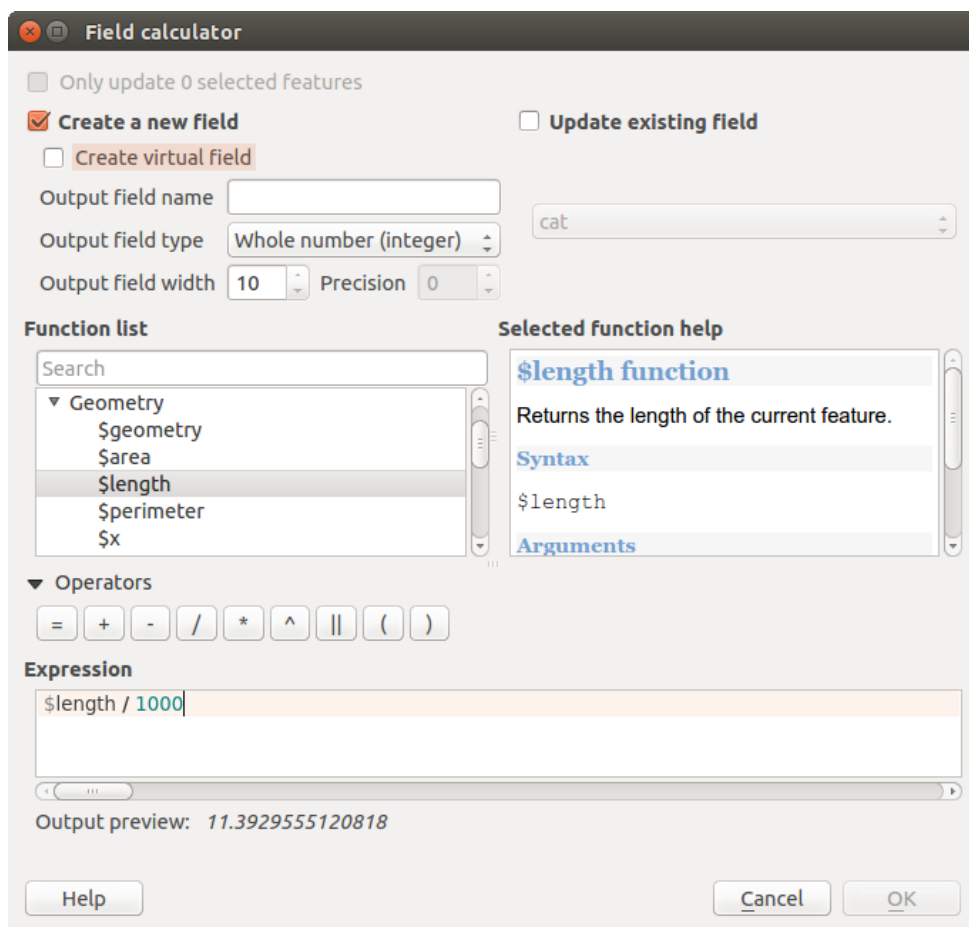 Field calculator
Only update 0 selected features
Create a new field
Update existing field
Create virtual field
Output field name
cat
Output field type Whole number (integer)
Output field width 10 Precision 0
Function list
Selected function help
Search
Geometry
$geometry
$area
$length
$perimeter
$x
$length function
Returns the length of the current feature.
Syntax
$length
Arguments
Operators
= + - / * ^ || ( )
Expression
$length / 1000
Output preview: 11.3929555120818
Help Cancel OK